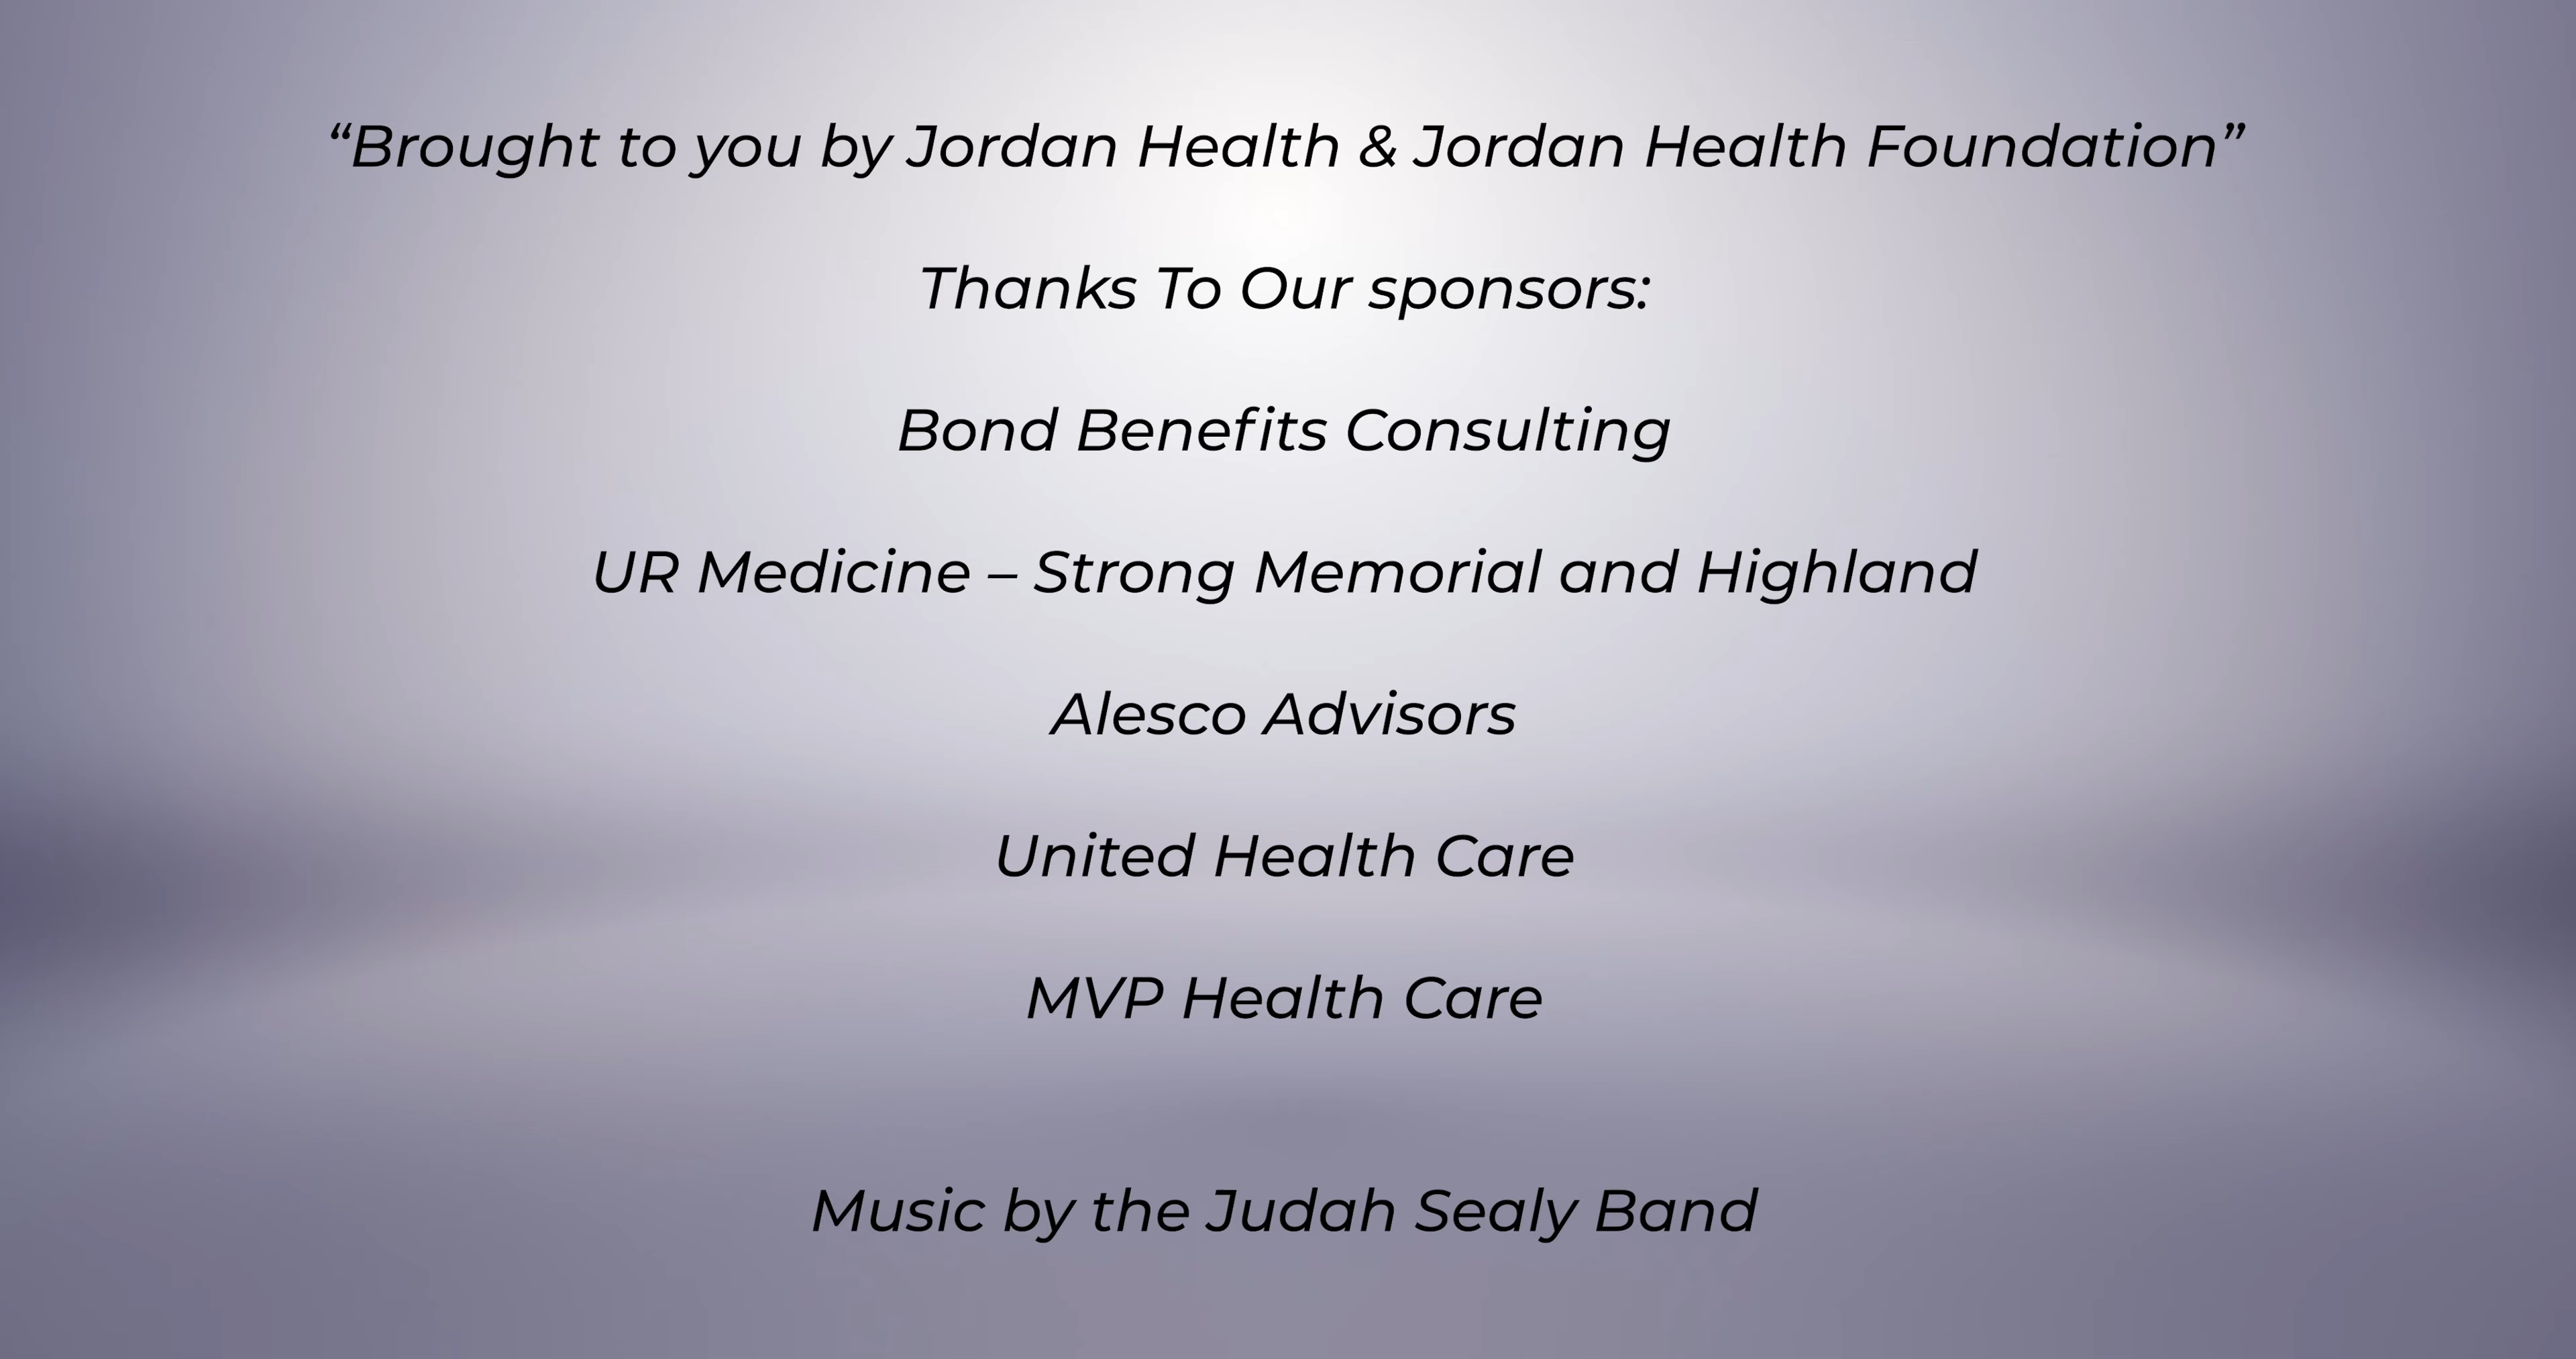 “Brought to you by Jordan Health & Jordan Health Foundation”
Thanks To Our sponsors:
Bond Benefits Consulting
UR Medicine – Strong Memorial and Highland
Alesco Advisors
United Health Care
MVP Health Care
Music by the Judah Sealy Band